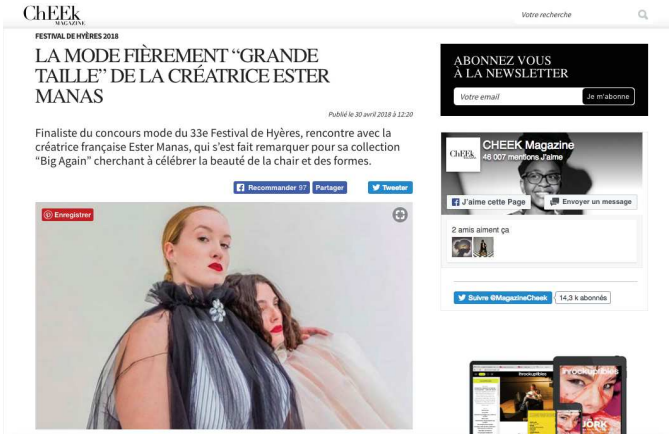 ChEEk
MAGAZINE
Votre recherche
FESTIVAL DE HYÈRES 2018
LA MODE FIÈREMENT “GRANDE
TAILLE” DE LA CRÉATRICE ESTER
MANAS
Publié le 30 avril 2018 à 12:20
Finaliste du concours mode du 33e Festival de Hyères, rencontre avec la
créatrice française Ester Manas, qui s’est fait remarquer pour sa collection
“Big Again” cherchant à célébrer la beauté de la chair et des formes.
Recommander 97 Partager Tweeter
Enregistrer
ABONNEZ VOUS
À LA NEWSLETTER
Votre email Je m'abonne
ChEEk
CHEEK Magazine
46 007 mentions J’aime
J’aime cette Page Envoyer un message
2 amis aiment ça
Suivre @MagazineCheek 14,3 k abonnés
inrockuptibles
inrockuptibles
BJÖRK